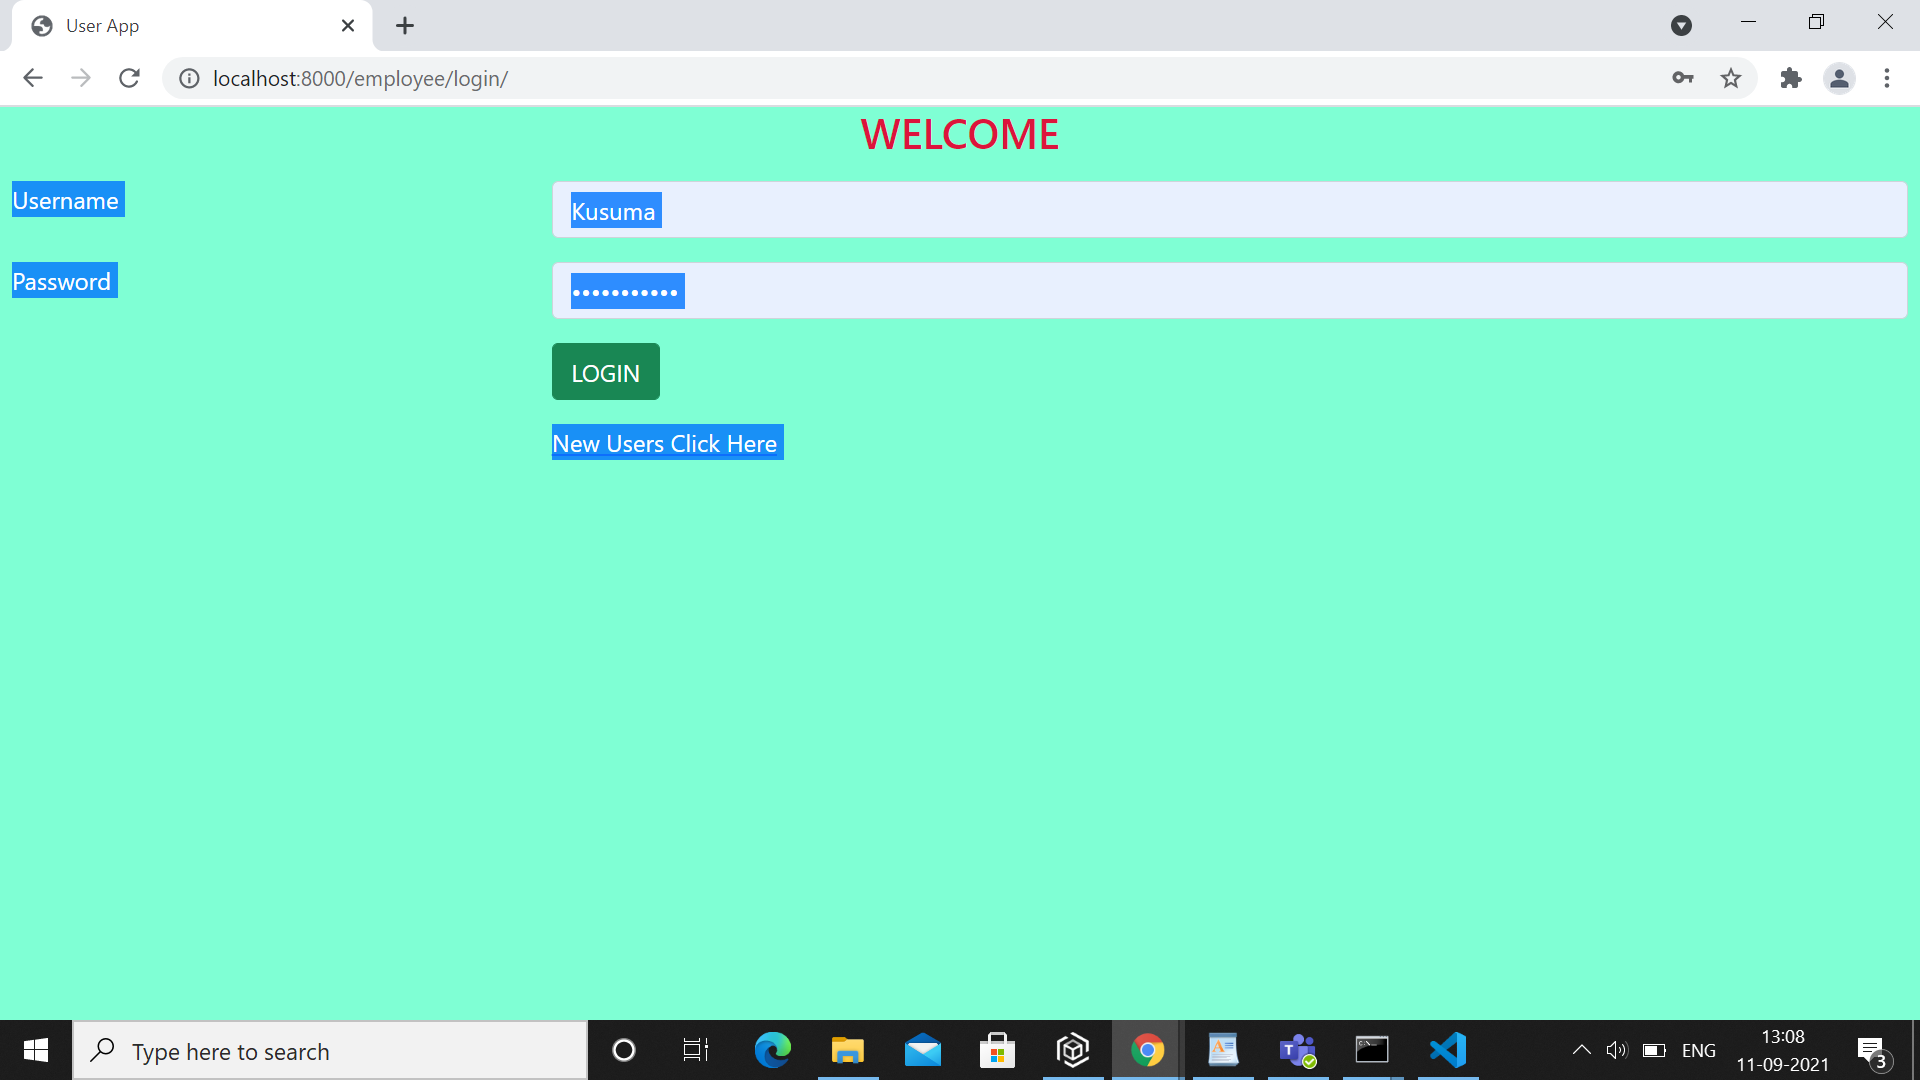 User App
localhost:8000/employee/login/
WELCOME
Username
Kusuma
Password
•••••••••••
LOGIN
New Users Click Here
Type here to search
ENG
13:08
11-09-2021
3